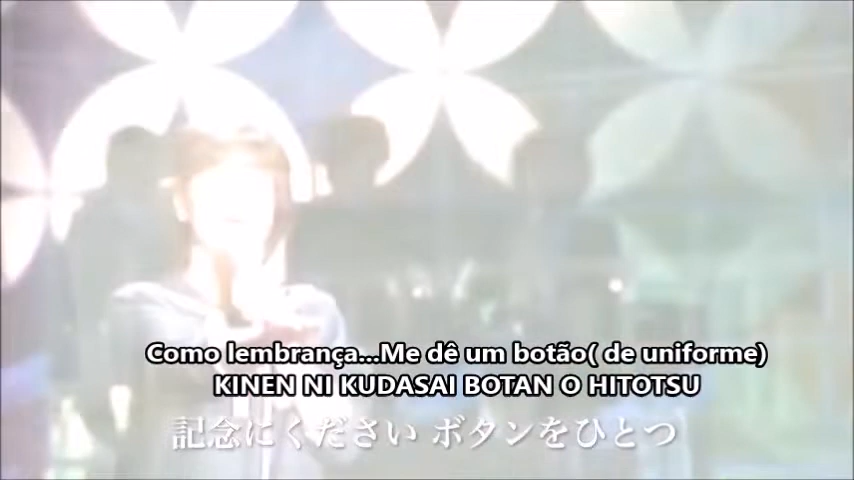 Como lembrança...Me dê um botão( de uniforme)
KINEN NI KUDASAI BOTAN O HITOTSU
記念にください ボタンをひとつ